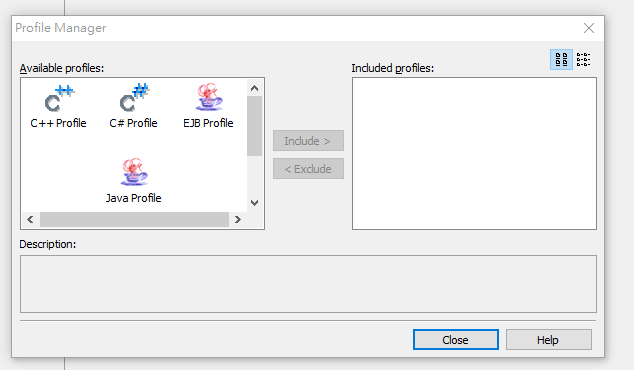 Profile Manager
Available profiles:
Included profiles:
C++ Profile
C# Profile
EJB Profile
Java Profile
Include >
< Exclude
Description:
Close
Help